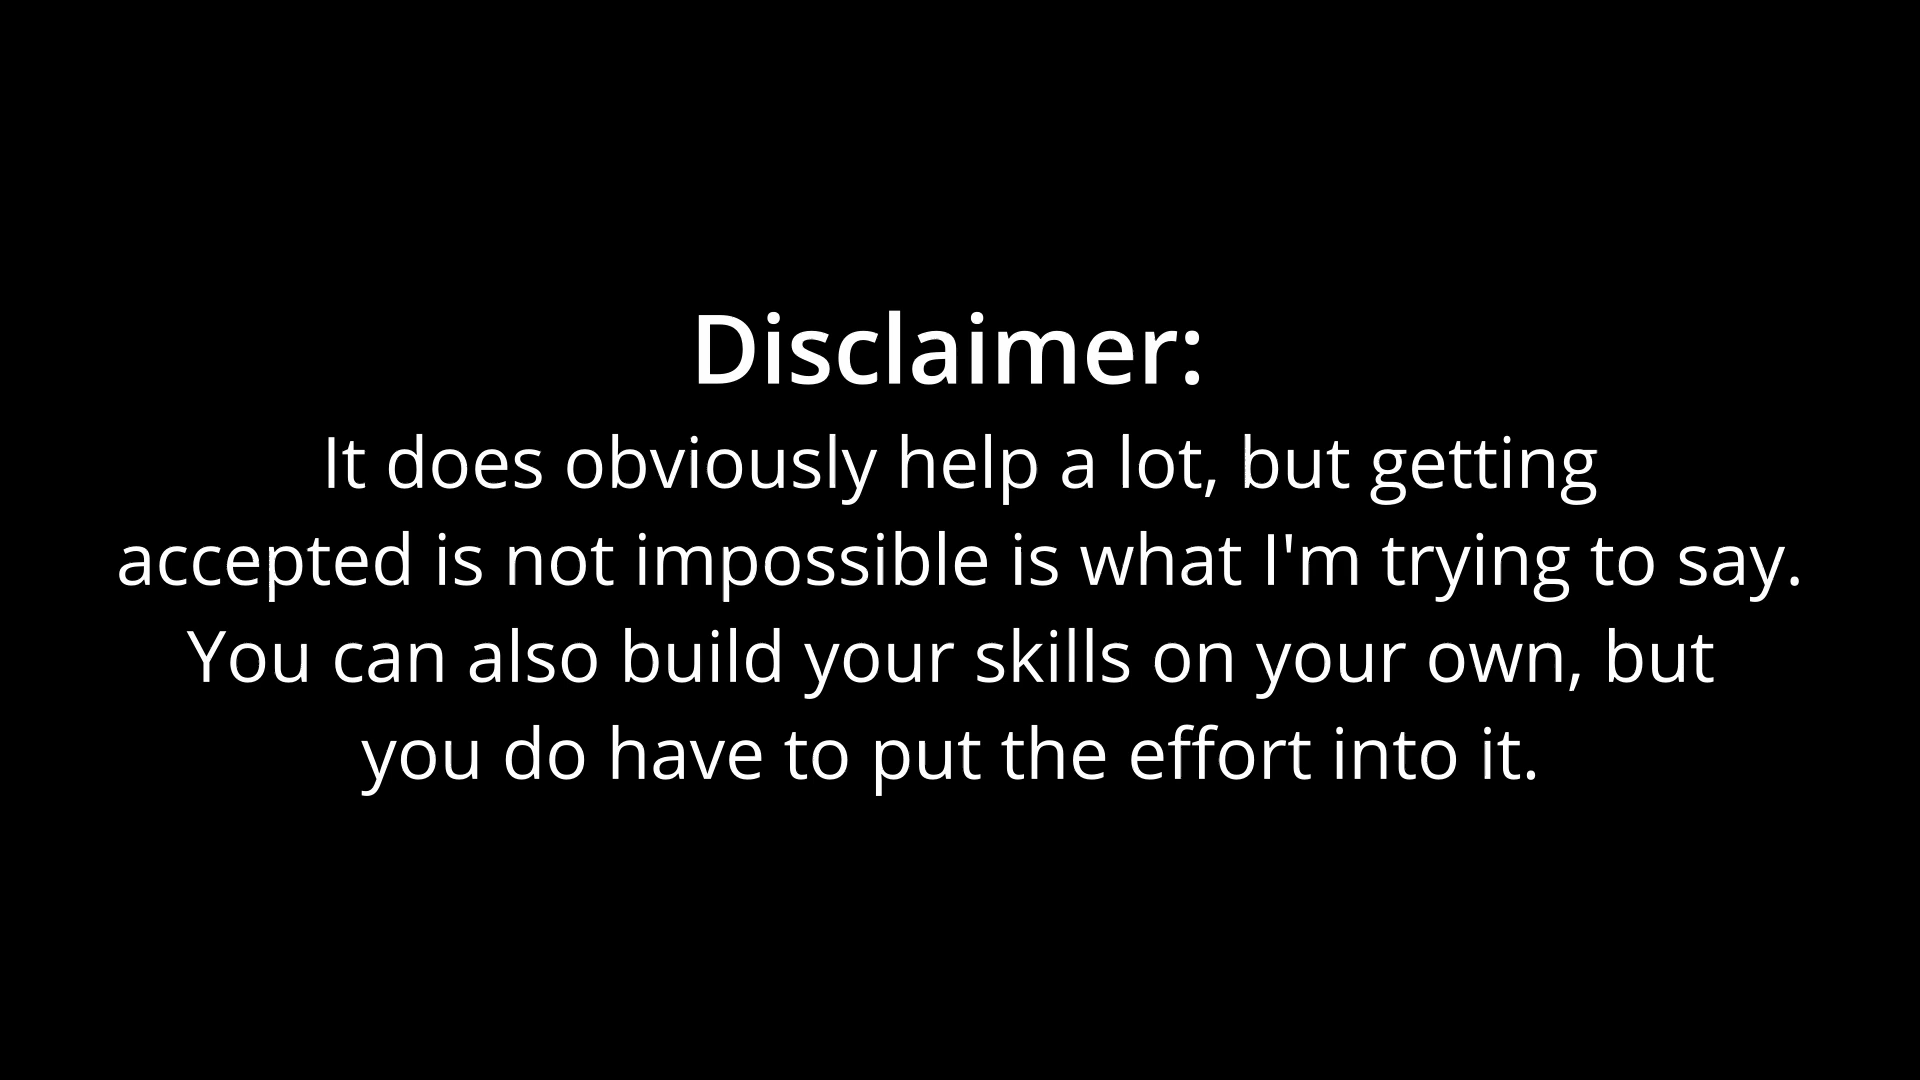 Disclaimer:
It does obviously help a lot, but getting
accepted is not impossible is what I'm trying to say.
You can also build your skills on your own, but
you do have to put the effort into it.